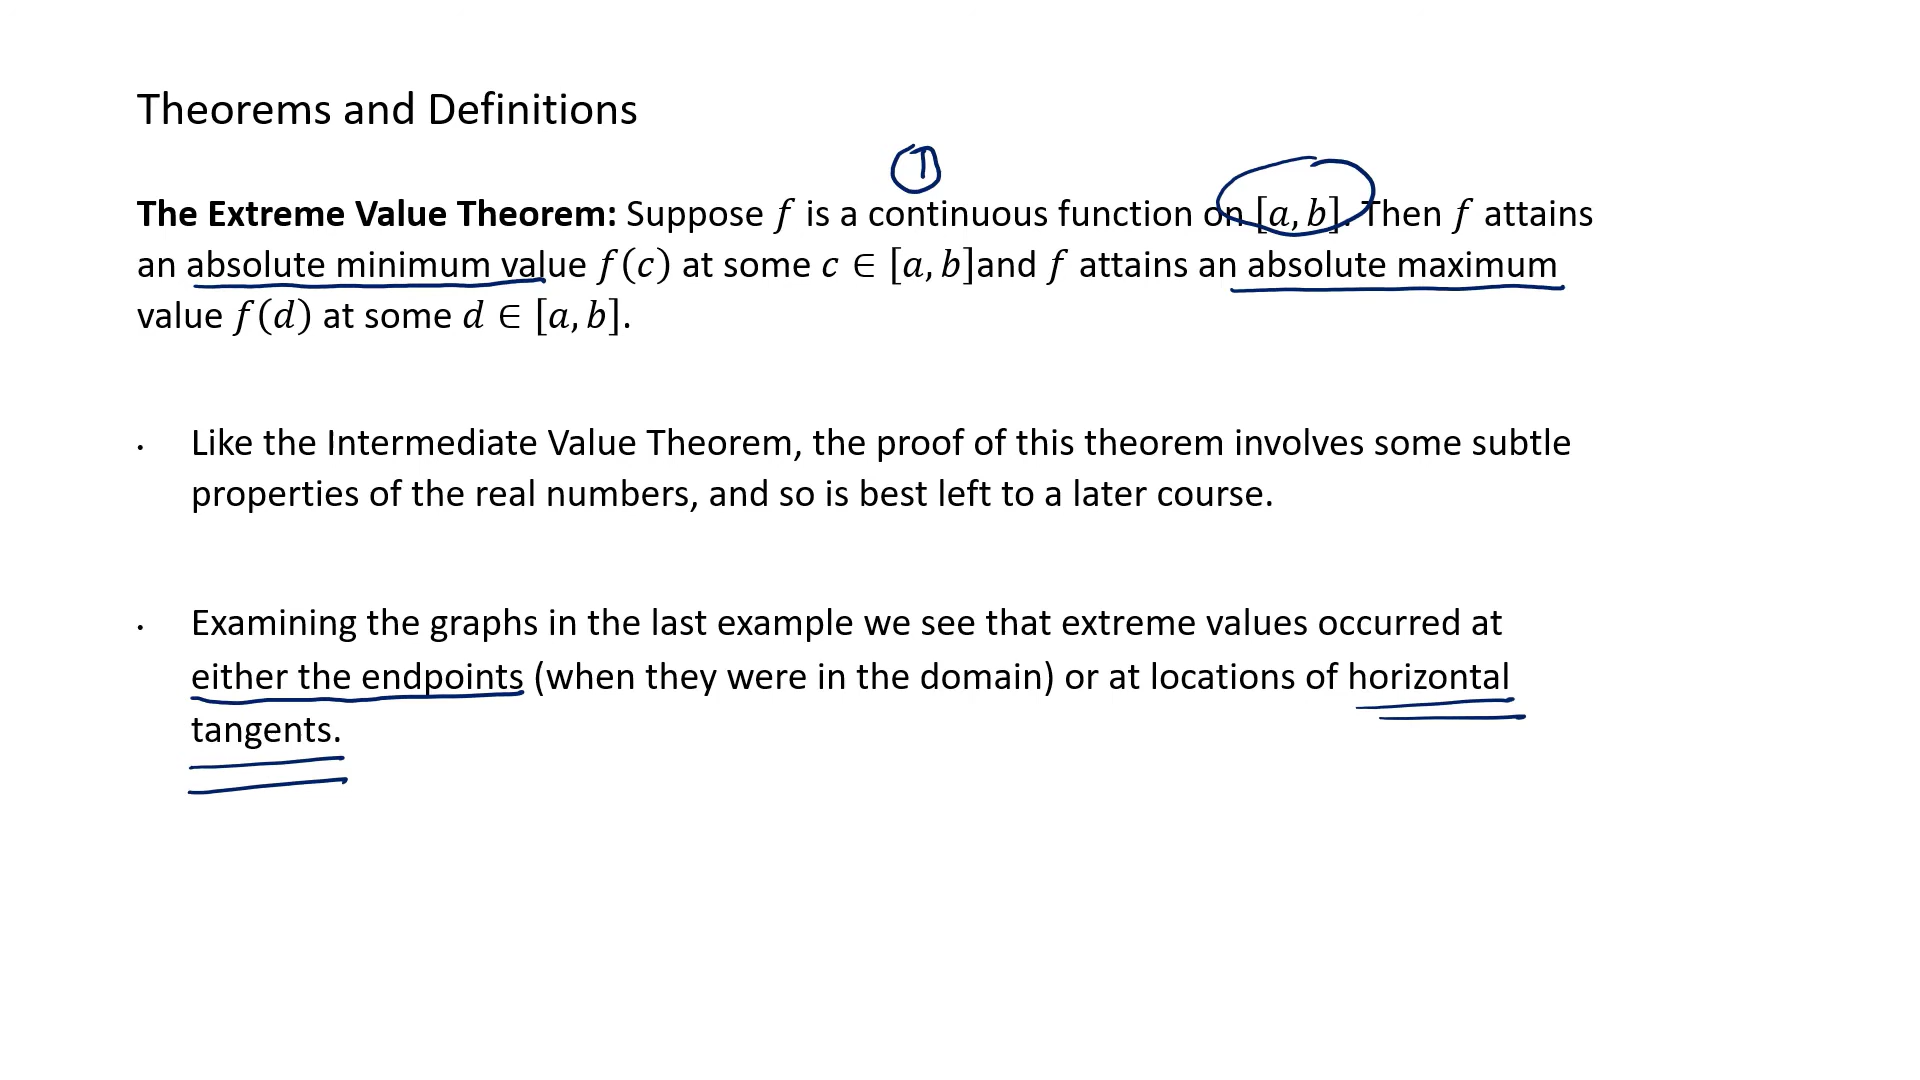 Theorems and Definitions
1
The Extreme Value Theorem: Suppose f is a continuous function on [a, b]. Then f attains
an absolute minimum value f(c) at some c ∈ [a, b]and f attains an absolute maximum
value f(d) at some d ∈ [a, b].
· Like the Intermediate Value Theorem, the proof of this theorem involves some subtle
properties of the real numbers, and so is best left to a later course.
· Examining the graphs in the last example we see that extreme values occurred at
either the endpoints (when they were in the domain) or at locations of horizontal
tangents.